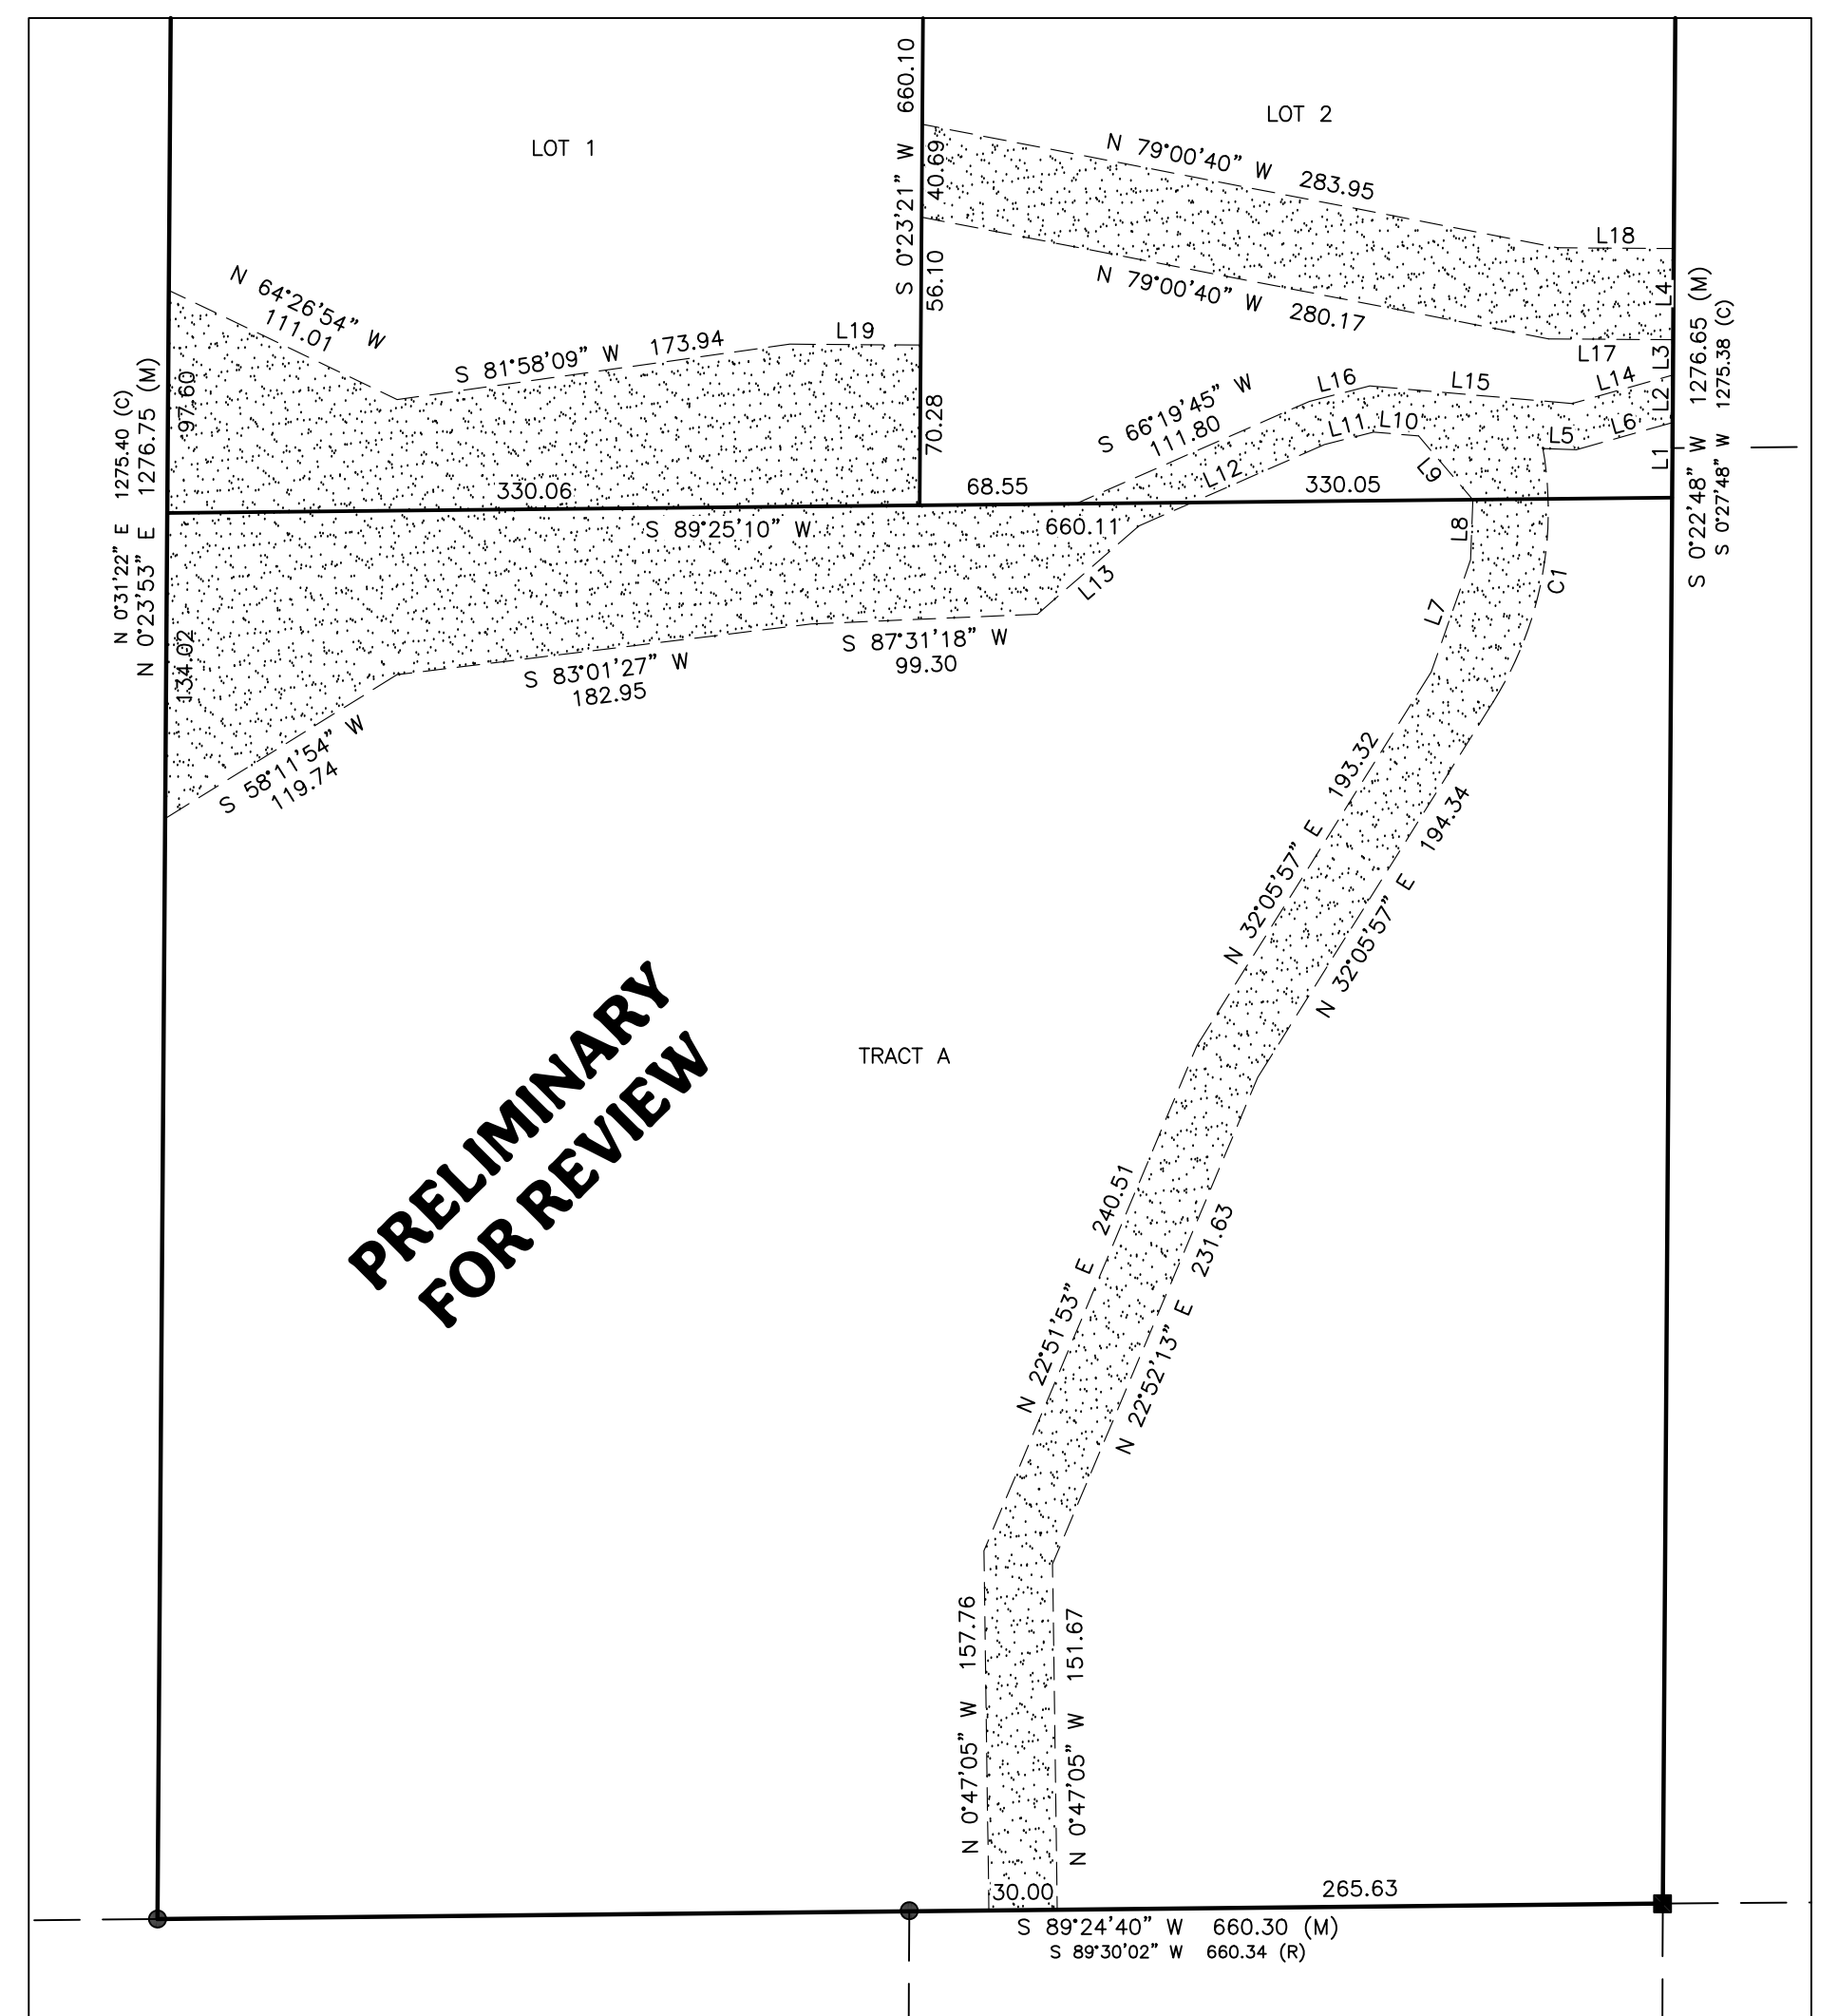 LOT 1
LOT 2
660.10
S 0°23'21" W
40.69
56.10
70.28
N 79°00'40" W 283.95
N 79°00'40" W 280.17
L18
L4
L17
L3
L2
L1
L14
L15
L16
L5
L6
L10
L11
L9
L12
S 66°19'45" W
111.80
N 64°26'54" W
111.01
S 81°58'09" W 173.94
L19
97.60
N 0°31'22" E 1275.40 (C)
N 0°23'53" E 1276.75 (M)
S 0°22'48" W 1276.65 (M)
S 0°27'48" W 1275.38 (C)
330.06
68.55
330.05
S 89°25'10" W
660.11
L8
L13
C1
L7
134.02
S 87°31'18" W
99.30
S 83°01'27" W
182.95
S 58°11'54" W
119.74
N 32°05'57" E 193.32
N 32°05'57" E 194.34
TRACT A
PRELIMINARY
FOR REVIEW
N 22°51'53" E 240.51
N 22°52'13" E 231.63
N 0°47'05" W 157.76
N 0°47'05" W 151.67
30.00
265.63
S 89°24'40" W 660.30 (M)
S 89°30'02" W 660.34 (R)